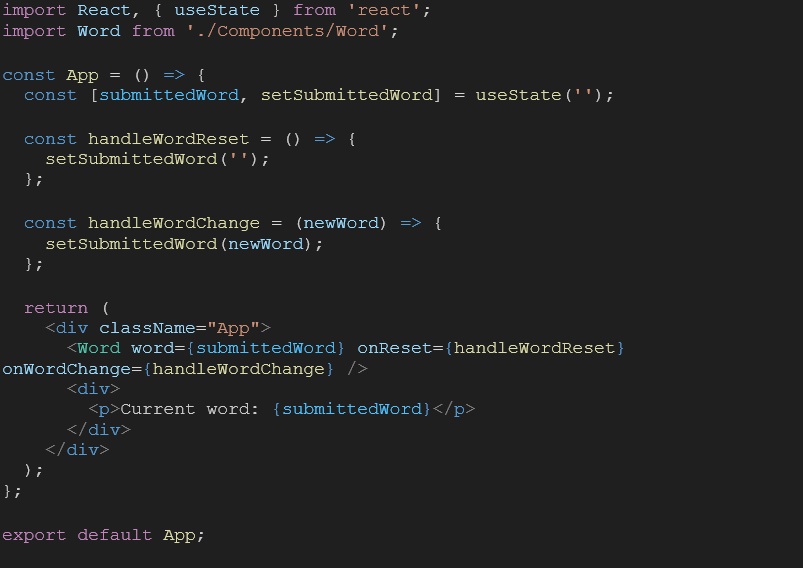 import React, { useState } from 'react';
import Word from './Components/Word';

const App = () => {
  const [submittedWord, setSubmittedWord] = useState('');

  const handleWordReset = () => {
    setSubmittedWord('');
  };

  const handleWordChange = (newWord) => {
    setSubmittedWord(newWord);
  };

  return (
    <div className="App">
      <Word word={submittedWord} onReset={handleWordReset}
onWordChange={handleWordChange} />
      <div>
        <p>Current word: {submittedWord}</p>
      </div>
    </div>
  );
};

export default App;